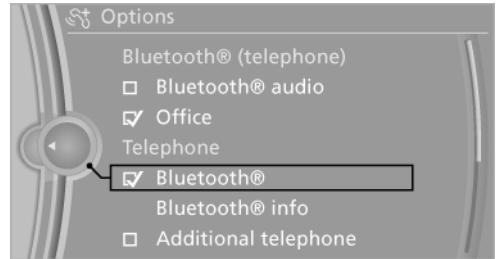 Options
Bluetooth® (telephone)
Bluetooth® audio
Office
Telephone
Bluetooth®
Bluetooth® info
Additional telephone